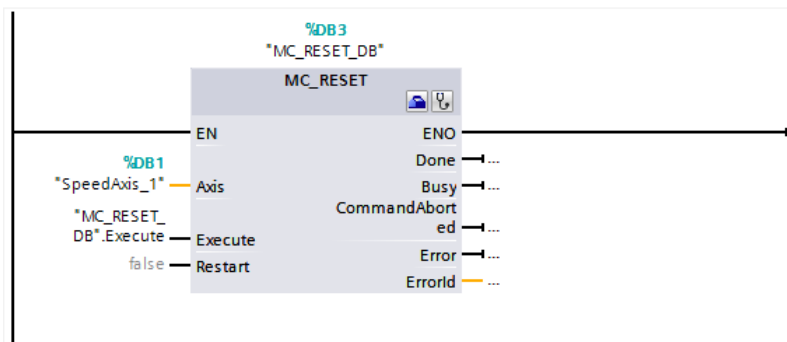 %DB3
"MC_RESET_DB"
MC_RESET
EN
ENO
%DB1
Done
...
"SpeedAxis_1"
Axis
Busy
...
"MC_RESET_
DB".Execute
Execute
CommandAbort
ed
...
false
Restart
Error
...
ErrorId
...